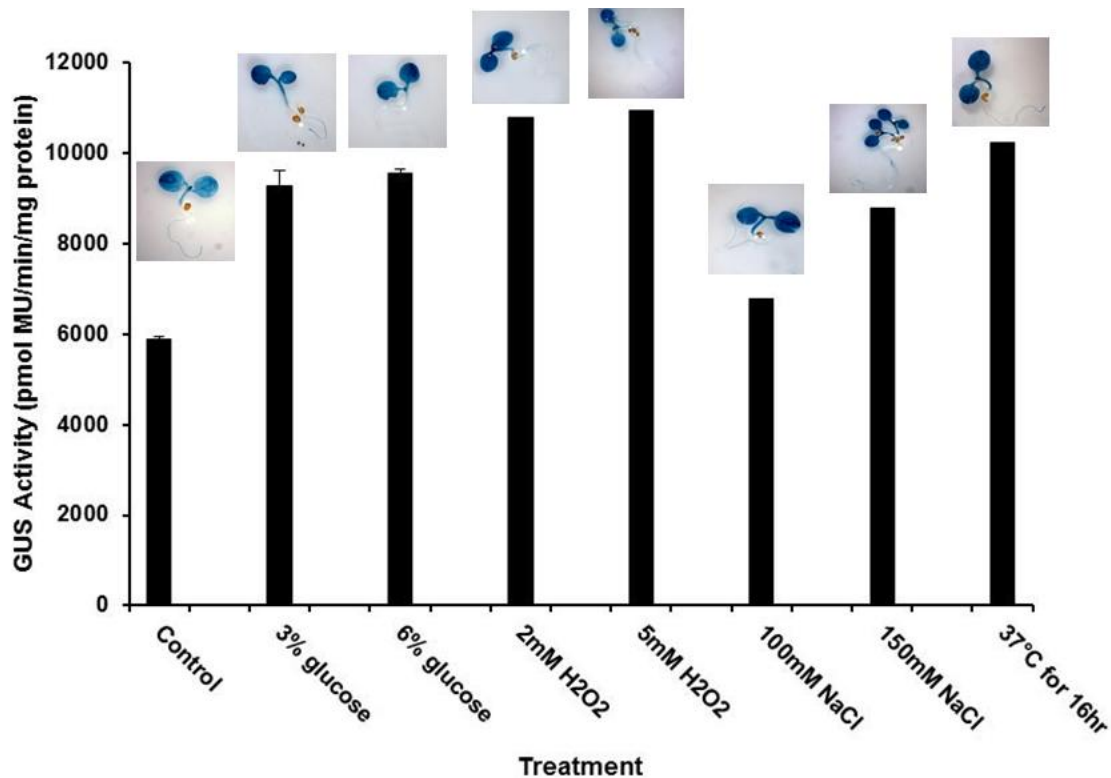 12000
10000
8000
6000
4000
2000
0
GUS Activity (pmol MU/min/mg protein)
Control
3% glucose
6% glucose
2mM H2O2
5mM H2O2
100mM NaCl
150mM NaCl
37°C for 16hr
Treatment